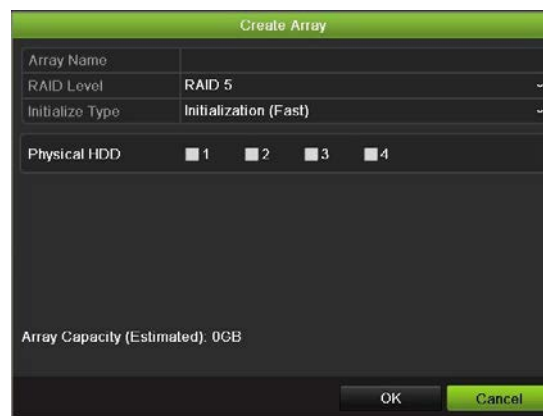 Create Array
Array Name
RAID Level RAID 5
Initialize Type Initialization (Fast)
Physical HDD 1 2 3 4
Array Capacity (Estimated): 0GB
OK Cancel